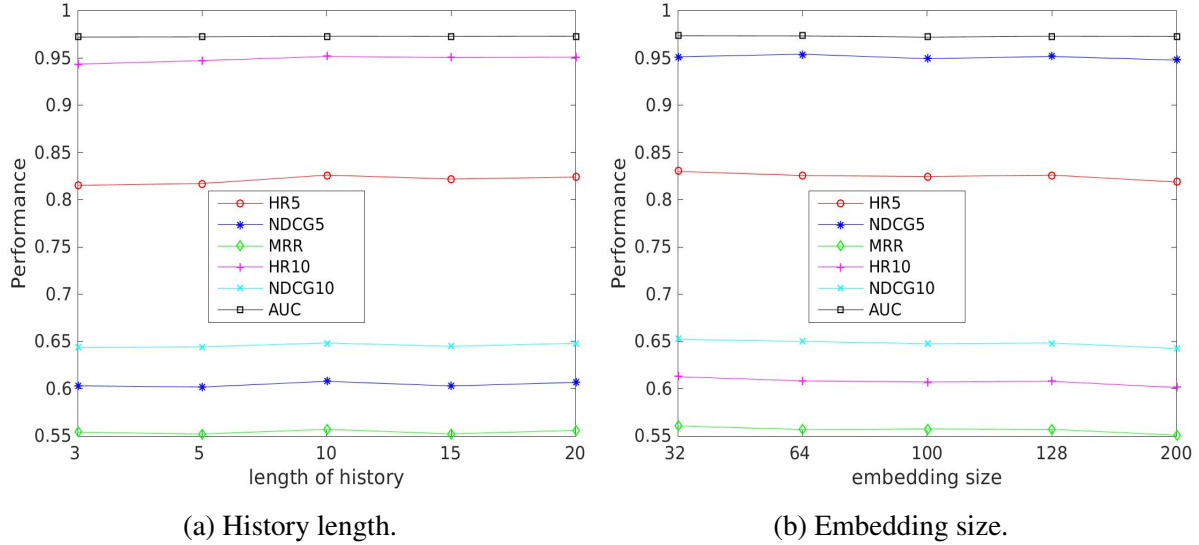 1
0.95
0.9
0.85
0.8
0.75
0.7
0.65
0.6
0.55
Performance
HR5
NDCG5
MRR
HR10
NDCG10
AUC
3 5 10 15 20
length of history
(a) History length.
1
0.95
0.9
0.85
0.8
0.75
0.7
0.65
0.6
0.55
Performance
HR5
NDCG5
MRR
HR10
NDCG10
AUC
32 64 100 128 200
embedding size
(b) Embedding size.